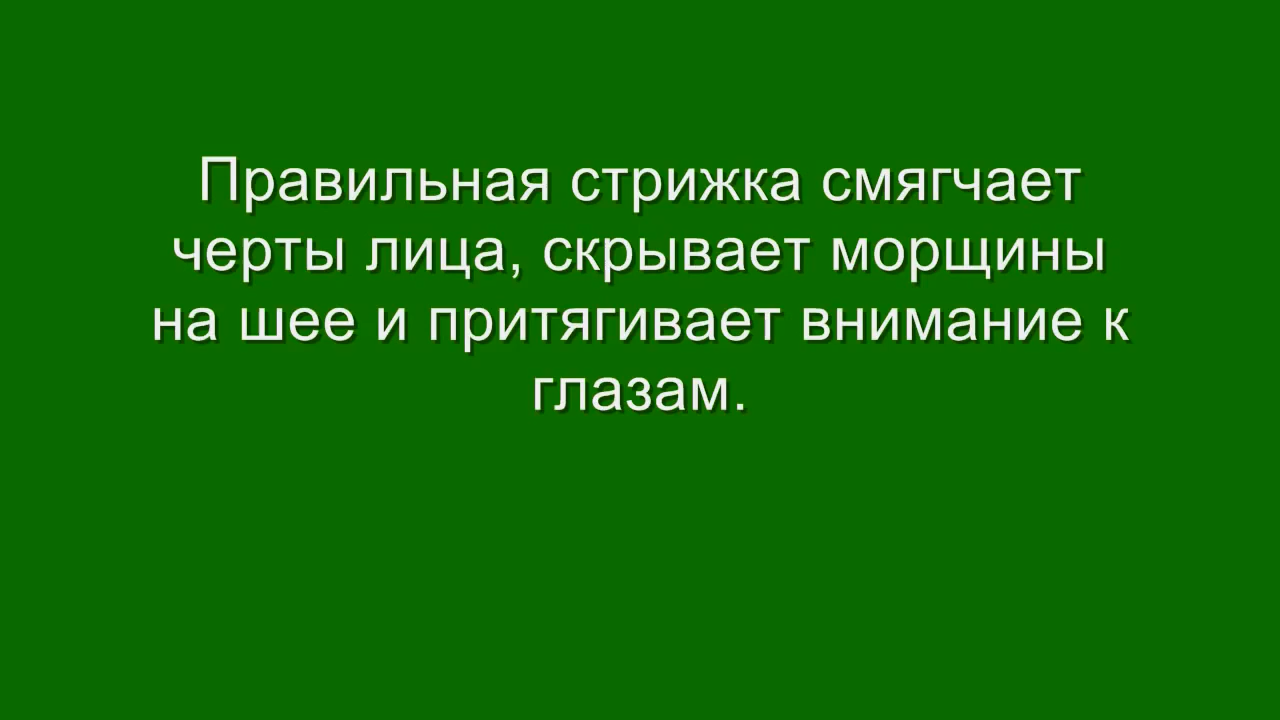 Правильная стрижка смягчает
черты лица, скрывает морщины
на шее и притягивает внимание к
глазам.